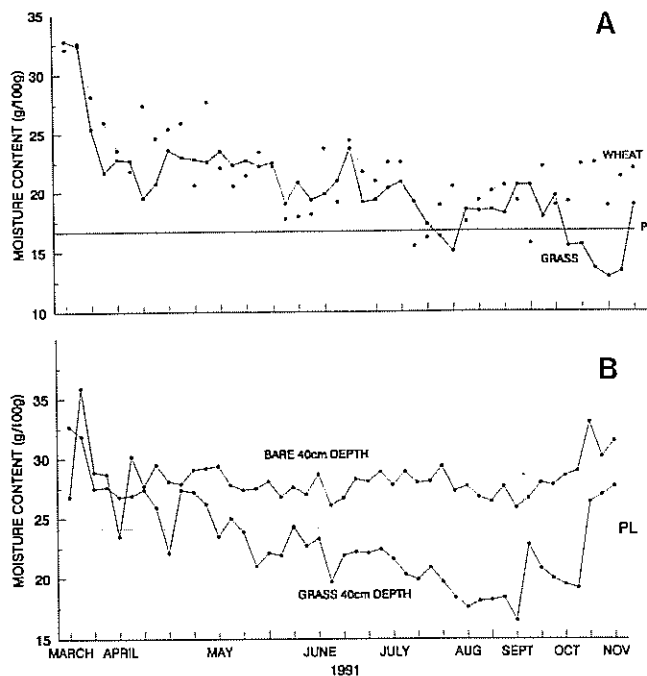 A
35
30
25
20
15
10
MOISTURE CONTENT (g/100g)
WHEAT
P
GRASS
B
35
30
25
20
15
MOISTURE CONTENT (g/100g)
BARE 40cm DEPTH
PL
GRASS 40cm DEPTH
MARCH APRIL MAY JUNE JULY AUG SEPT OCT NOV
1991